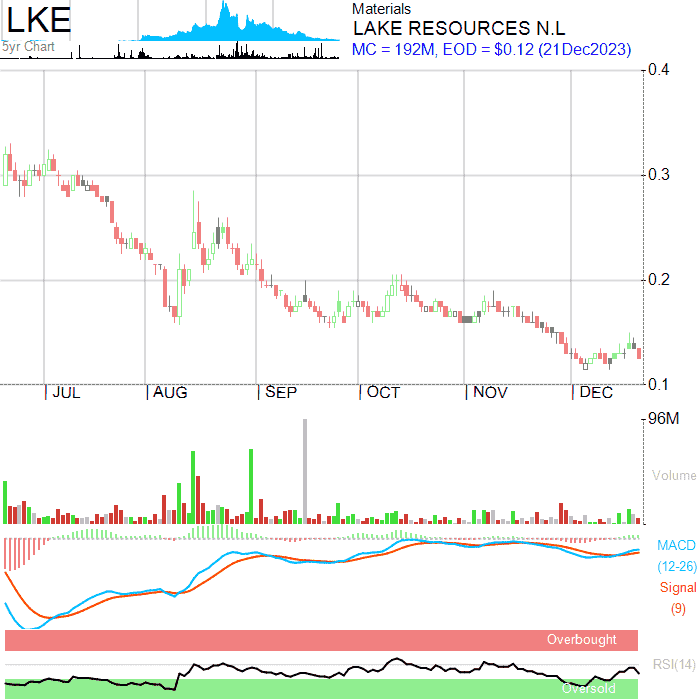 LKE
5yr Chart
Materials
LAKE RESOURCES N.L
MC = 192M, EOD = $0.12 (21Dec2023)
0.4
0.3
0.2
0.1
JUL AUG SEP OCT NOV DEC
96M
Volume
MACD
(12-26)
Signal
(9)
Overbought
RSI(14)
Oversold